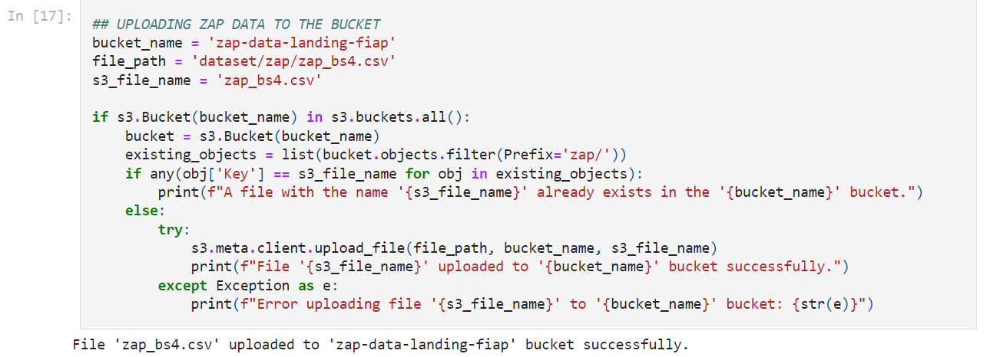 In [17]:
## UPLOADING ZAP DATA TO THE BUCKET
bucket_name = 'zap-data-landing-fiap'
file_path = 'dataset/zap/zap_bs4.csv'
s3_file_name = 'zap_bs4.csv'

if s3.Bucket(bucket_name) in s3.buckets.all():
    bucket = s3.Bucket(bucket_name)
    existing_objects = list(bucket.objects.filter(Prefix='zap/'))
    if any(obj['Key'] == s3_file_name for obj in existing_objects):
        print(f"A file with the name '{s3_file_name}' already exists in the '{bucket_name}' bucket.")
    else:
        try:
            s3.meta.client.upload_file(file_path, bucket_name, s3_file_name)
            print(f"File '{s3_file_name}' uploaded to '{bucket_name}' bucket successfully.")
        except Exception as e:
            print(f"Error uploading file '{s3_file_name}' to '{bucket_name}' bucket: {str(e)}")
File 'zap_bs4.csv' uploaded to 'zap-data-landing-fiap' bucket successfully.